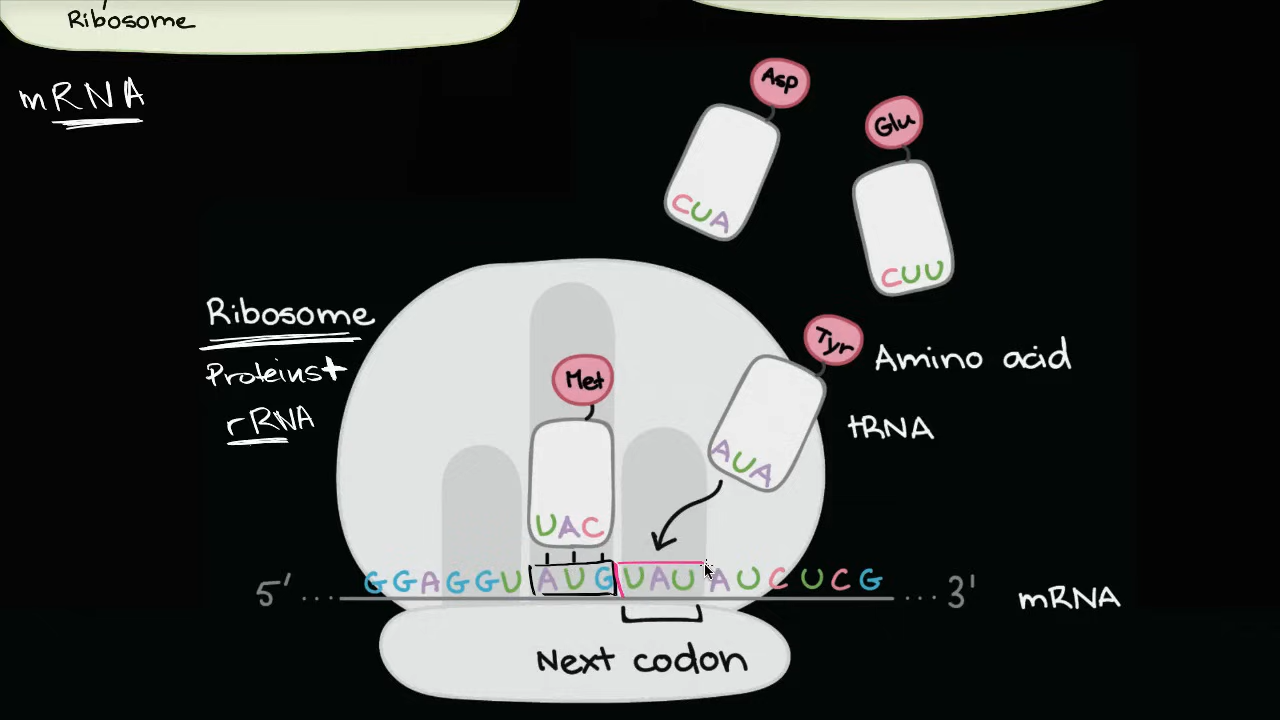 Ribosome
mRNA
Asp
CUA
Glu
CUU
Ribosome
Proteins+
rRNA
Met
UAC
Tyr
AUA
Amino acid
tRNA
5' ... GGAGGUAUGUAUAUCUCG ... 3'
mRNA
Next codon